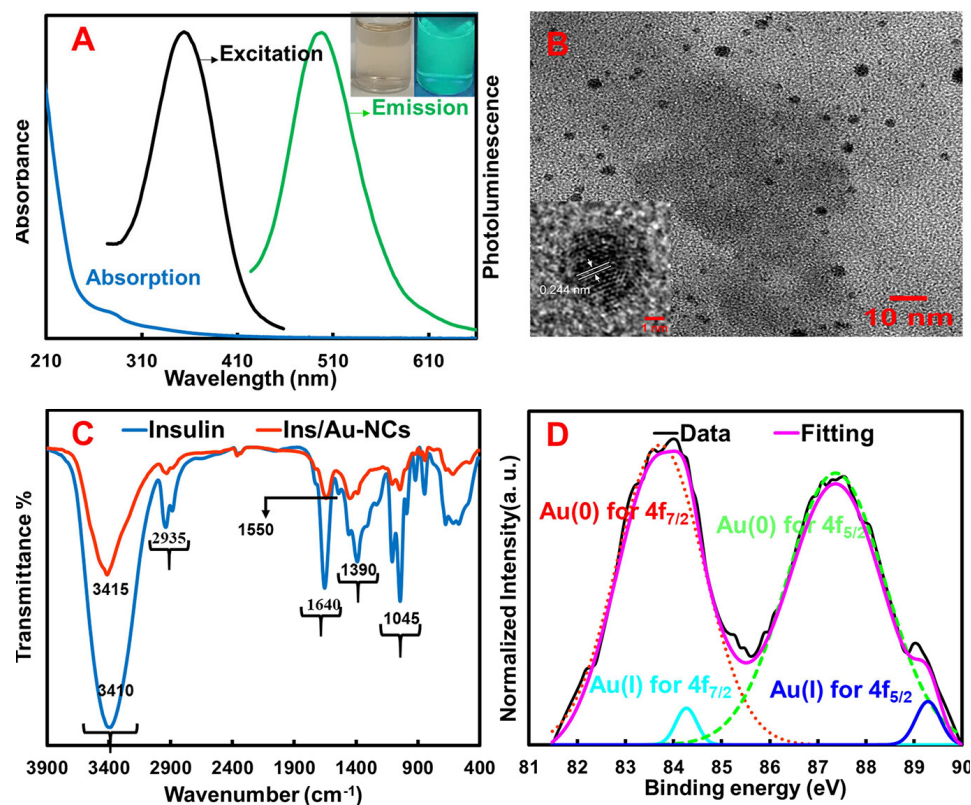 A
Excitation
Emission
Absorption
Absorbance
Photoluminescence
210 310 410 510 610
Wavelength (nm)
B
0.244 nm
1 nm
10 nm
C
Insulin Ins/Au-NCs
2935
1550
3415
1390
1640
1045
3410
Transmittance %
3900 3400 2900 2400 1900 1400 900 400
Wavenumber (cm⁻¹)
D
Data Fitting
Au(0) for 4f₇/₂
Au(0) for 4f₅/₂
Au(I) for 4f₇/₂
Au(I) for 4f₅/₂
Normalized Intensity(a. u.)
81 82 83 84 85 86 87 88 89 90
Binding energy (eV)